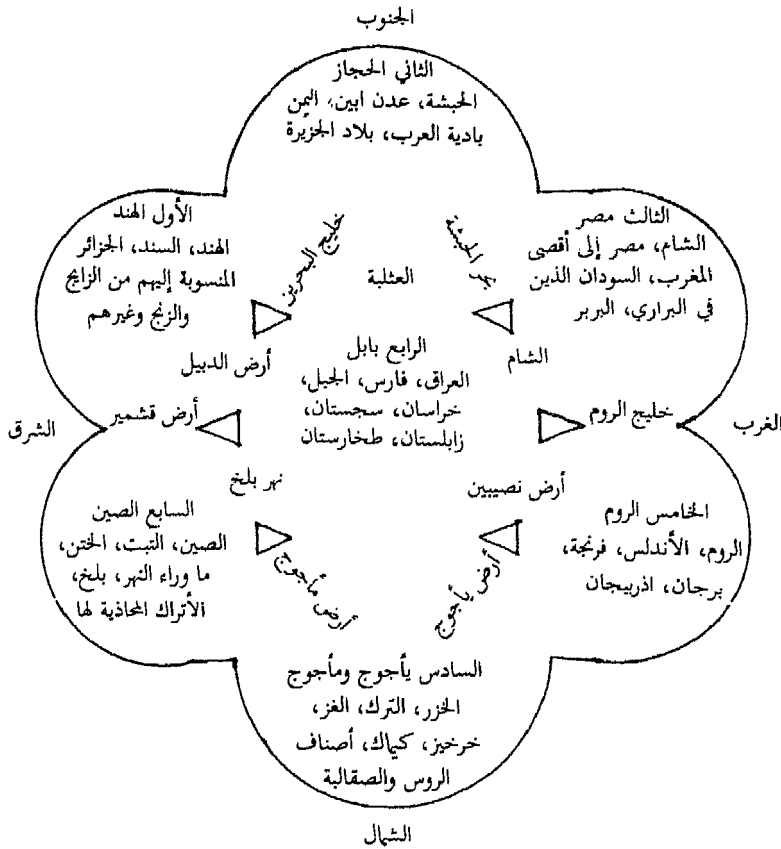 الجنوب
الثاني الحجاز
الحبشة، عدن ابين، اليمن
بادية العرب، بلاد الجزيرة
الأول الهند
الهند، السند، الجزائر
المنسوبة إليهم من الزابج
والزنج وغيرهم
الثالث مصر
الشام، مصر إلى أقصى
المغرب، السودان الذين
في البراري، البربر
خليج البحرين
بحر الحبشة
العثلبة
أرض الدبيل
الشام
الرابع بابل
العراق، فارس، الجبل،
خراسان، سجستان،
زابلستان، طخارستان
الشرق
أرض قشمير
خليج الروم
الغرب
نهر بلخ
أرض نصيبين
السابع الصين
الصين، التبت، الختن،
ما وراء النهر، بلخ،
الأتراك المحاذية لها
الخامس الروم
الروم، الأندلس، فرنجة،
برجان، اذربيجان
أرض مأجوج
أرض يأجوج
السادس يأجوج ومأجوج
الخزر، الترك، الغز،
خرخيز، كيماك، أصناف
الروس والصقالبة
الشمال